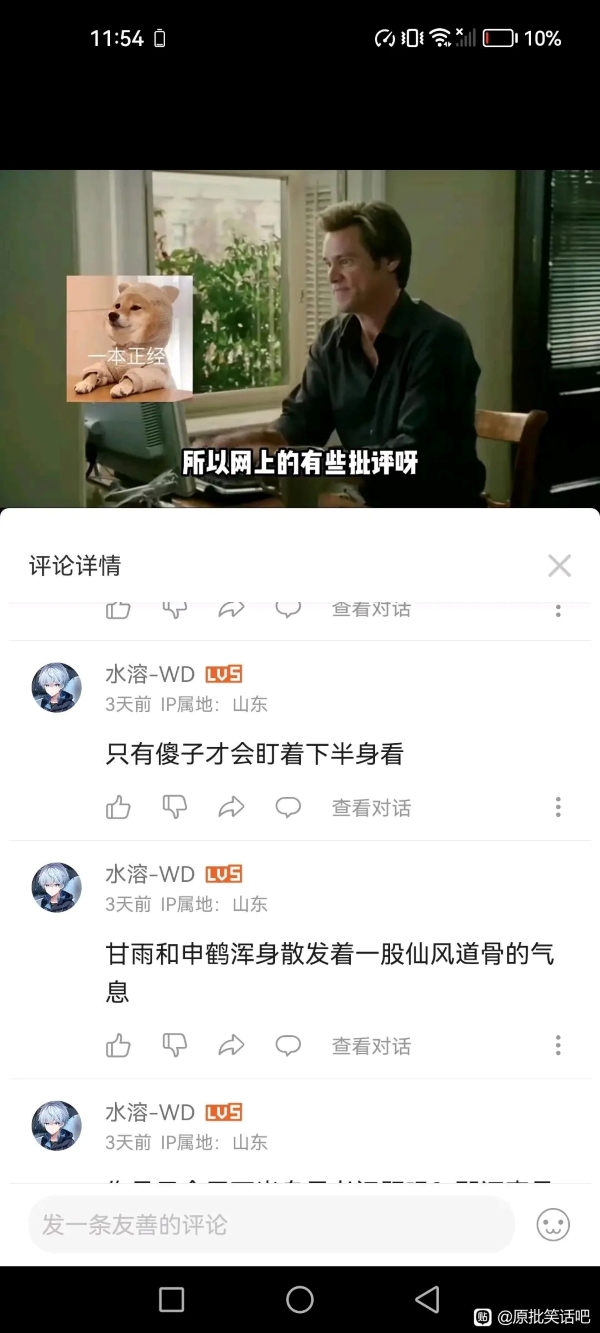 11:54
10%
一本正经
所以网上的有些批评呀
评论详情
查看对话
水溶-WD LV5
3天前 IP属地：山东
只有傻子才会盯着下半身看
查看对话
水溶-WD LV5
3天前 IP属地：山东
甘雨和申鹤浑身散发着一股仙风道骨的气
息
查看对话
水溶-WD LV5
3天前 IP属地：山东
发一条友善的评论
贴 @原批笑话吧